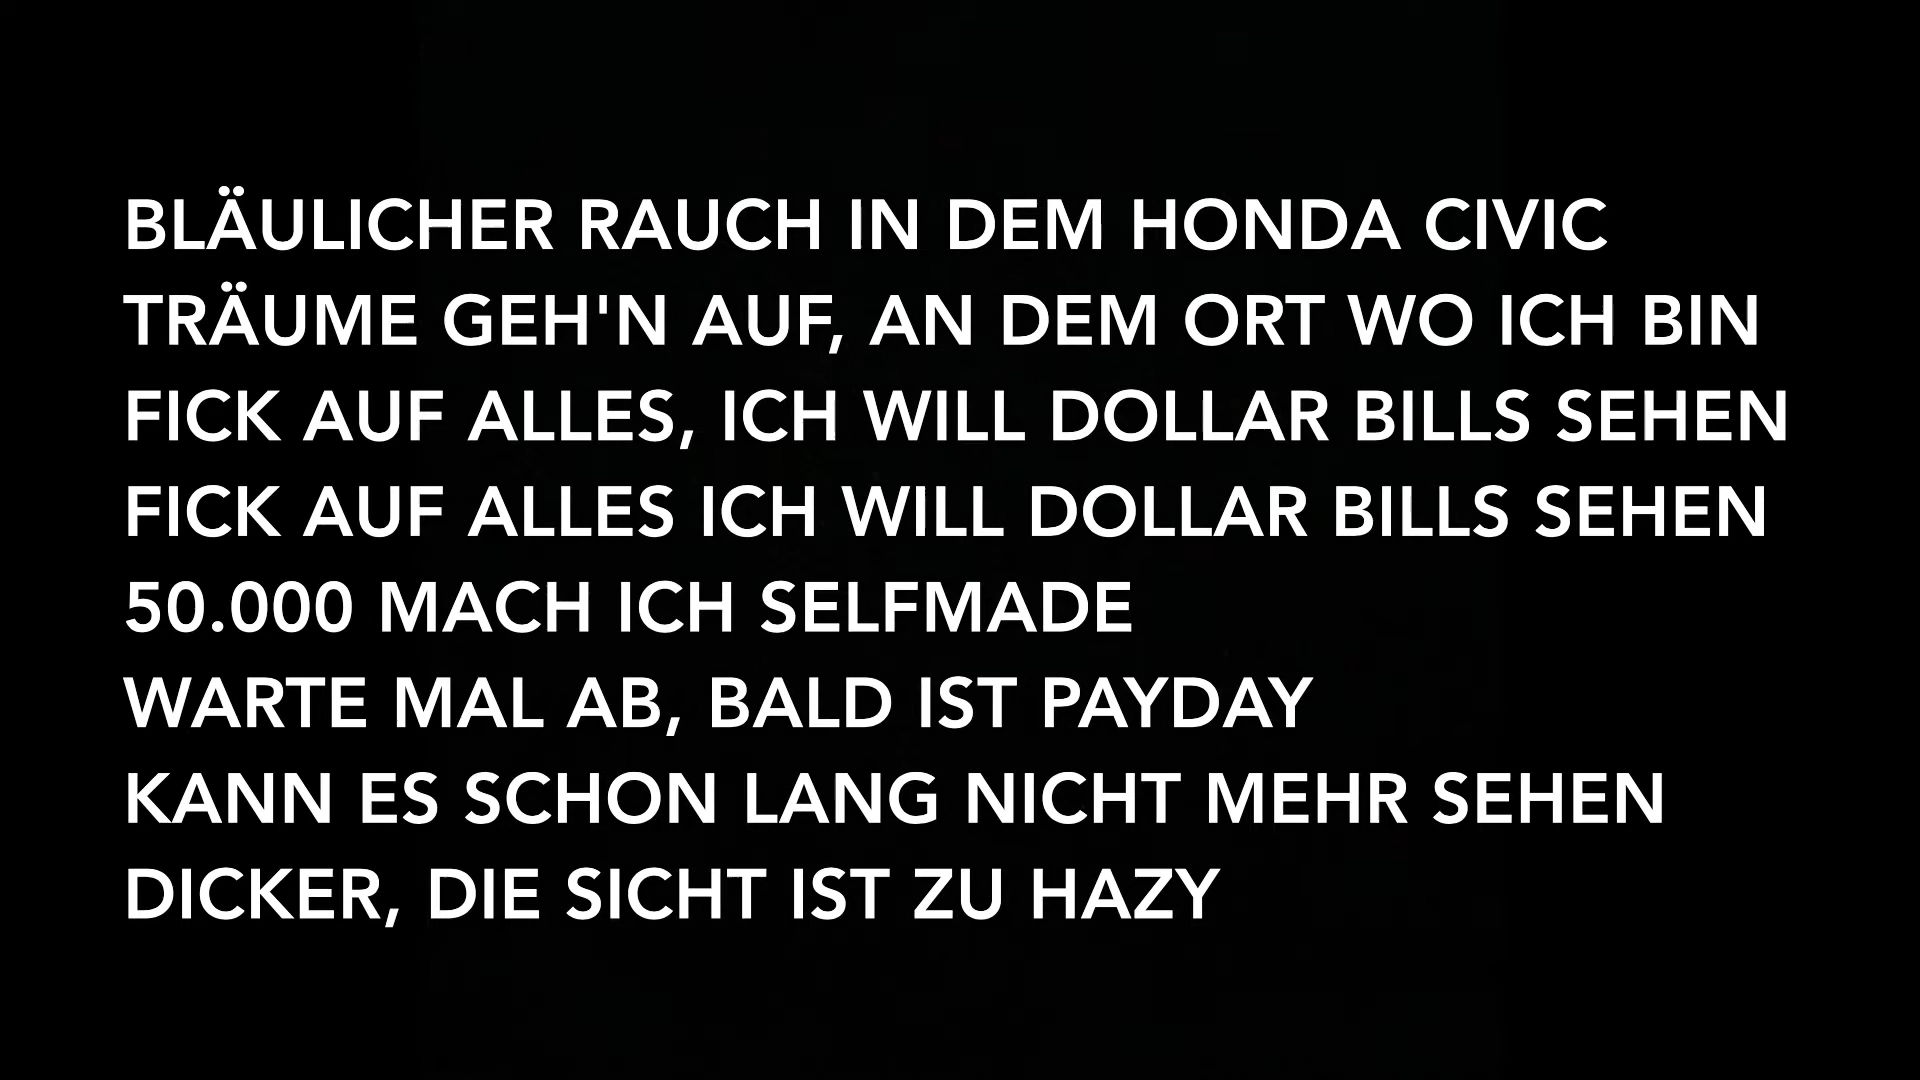 BLÄULICHER RAUCH IN DEM HONDA CIVIC
TRÄUME GEH'N AUF, AN DEM ORT WO ICH BIN
FICK AUF ALLES, ICH WILL DOLLAR BILLS SEHEN
FICK AUF ALLES ICH WILL DOLLAR BILLS SEHEN
50.000 MACH ICH SELFMADE
WARTE MAL AB, BALD IST PAYDAY
KANN ES SCHON LANG NICHT MEHR SEHEN
DICKER, DIE SICHT IST ZU HAZY